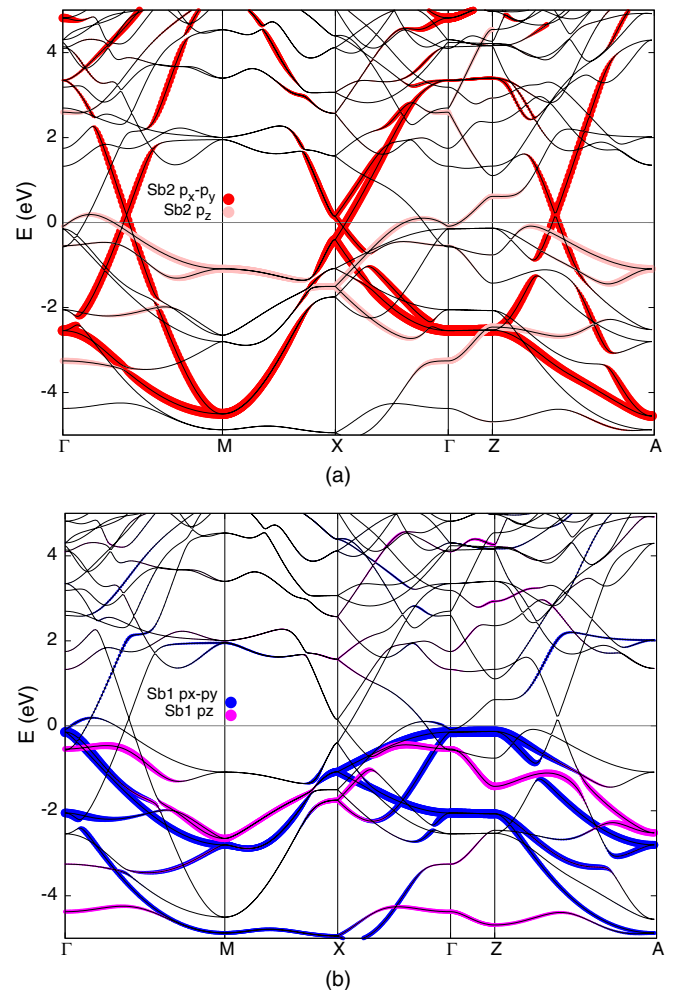 4
2
0
-2
-4
E (eV)
Sb2 px-py
Sb2 pz
Γ M X Γ Z A
(a)
4
2
0
-2
-4
E (eV)
Sb1 px-py
Sb1 pz
Γ M X Γ Z A
(b)